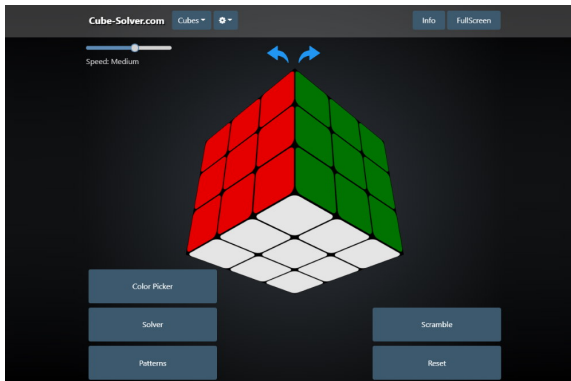 Cube-Solver.com Cubes Info FullScreen
Speed: Medium
Color Picker
Solver Scramble
Patterns Reset